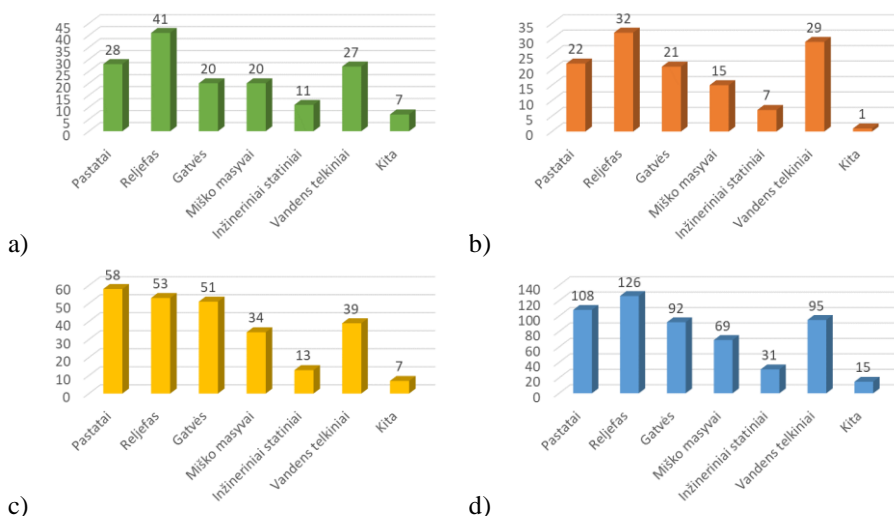 45
40
35
30
25
20
15
10
5
0
28
41
20
20
11
27
7
Pastatai
Reljefas
Gatvės
Miško masyvai
Inžineriniai statiniai
Vandens telkiniai
Kita
a)
35
30
25
20
15
10
5
0
22
32
21
15
7
29
1
Pastatai
Reljefas
Gatvės
Miško masyvai
Inžineriniai statiniai
Vandens telkiniai
Kita
b)
60
50
40
30
20
10
0
58
53
51
34
13
39
7
Pastatai
Reljefas
Gatvės
Miško masyvai
Inžineriniai statiniai
Vandens telkiniai
Kita
c)
140
120
100
80
60
40
20
0
108
126
92
69
31
95
15
Pastatai
Reljefas
Gatvės
Miško masyvai
Inžineriniai statiniai
Vandens telkiniai
Kita
d)